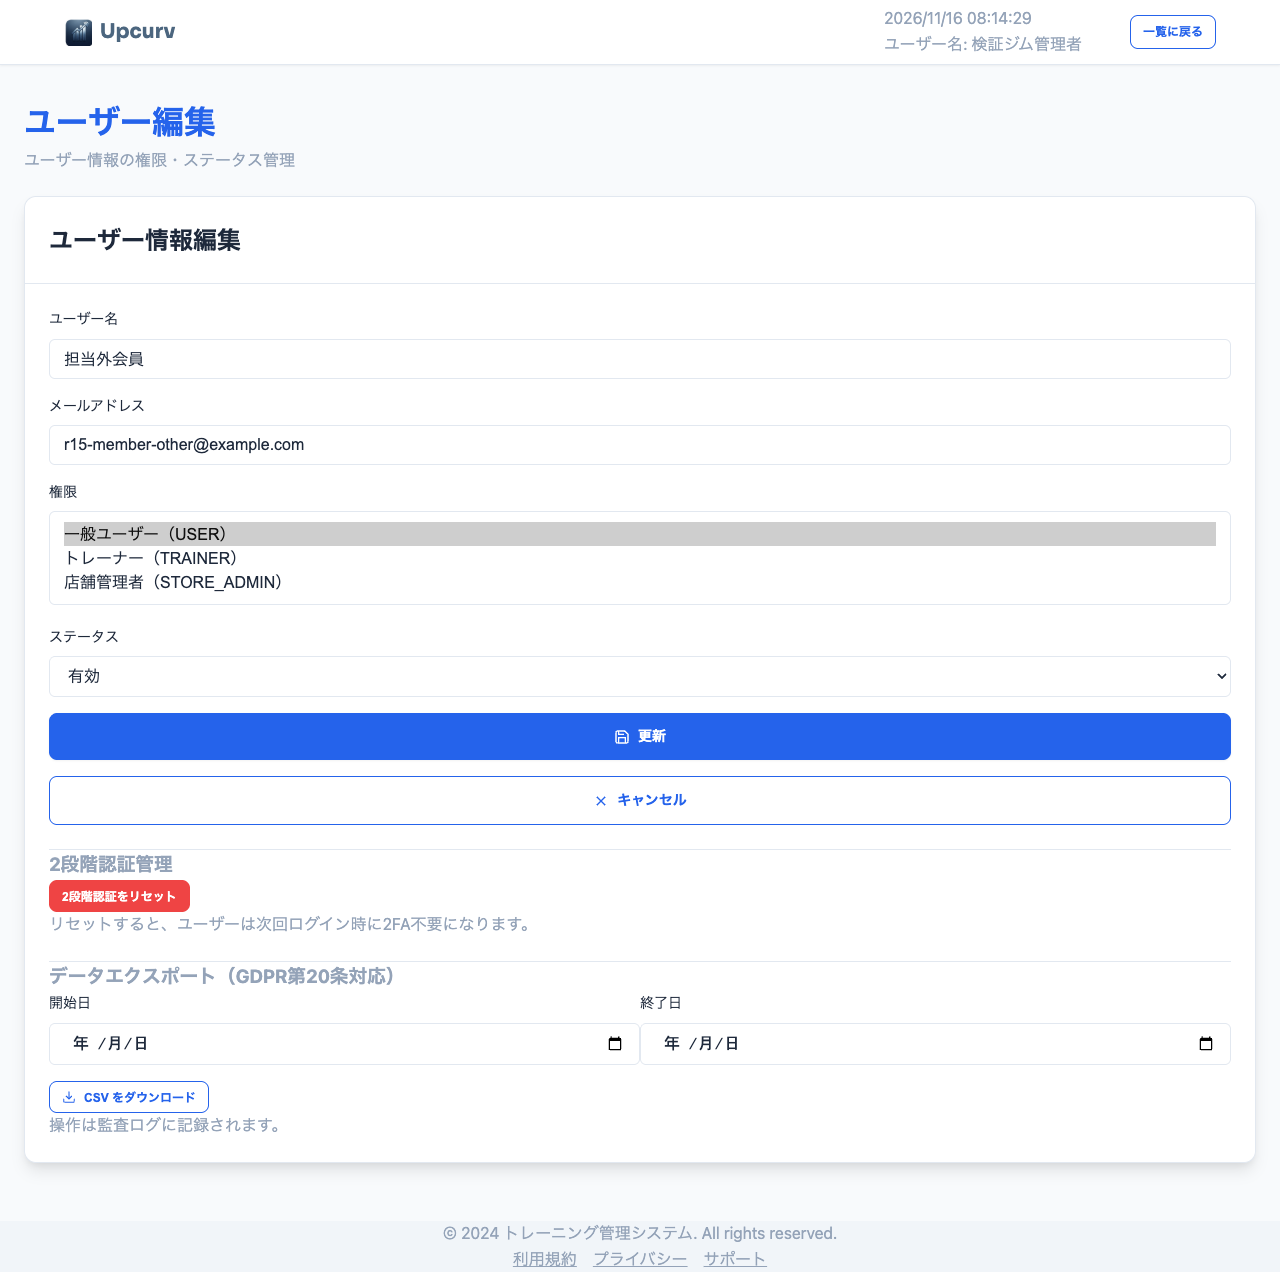 Upcurv
2026/11/16 08:14:29
ユーザー名: 検証ジム管理者
一覧に戻る
ユーザー編集
ユーザー情報の権限・ステータス管理
ユーザー情報編集
ユーザー名
担当外会員
メールアドレス
r15-member-other@example.com
権限
一般ユーザー（USER）
トレーナー（TRAINER）
店舗管理者（STORE_ADMIN）
ステータス
有効
更新
キャンセル
2段階認証管理
2段階認証をリセット
リセットすると、ユーザーは次回ログイン時に2FA不要になります。
データエクスポート（GDPR第20条対応）
開始日
終了日
年 /月/日
年 /月/日
CSV をダウンロード
操作は監査ログに記録されます。
© 2024 トレーニング管理システム. All rights reserved.
利用規約 プライバシー サポート